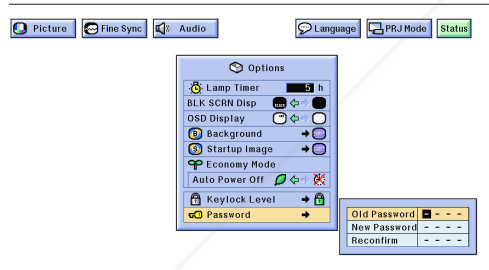 Picture Fine Sync Audio Language PRJ Mode Status
Options
Lamp Timer 5 h
BLK SCRN Disp
OSD Display
Background
Startup Image
Economy Mode
Auto Power Off
Keylock Level
Password
Old Password - - - -
New Password - - - -
Reconfirm - - - -